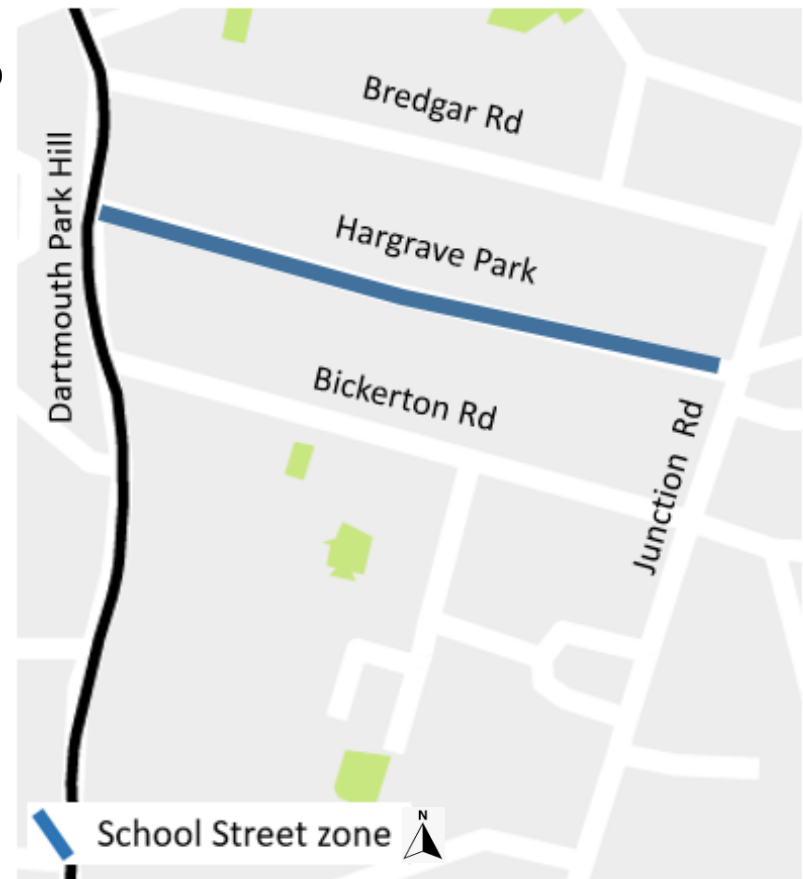 Bredgar Rd
Dartmouth Park Hill
Hargrave Park
Bickerton Rd
Junction Rd
School Street zone
N